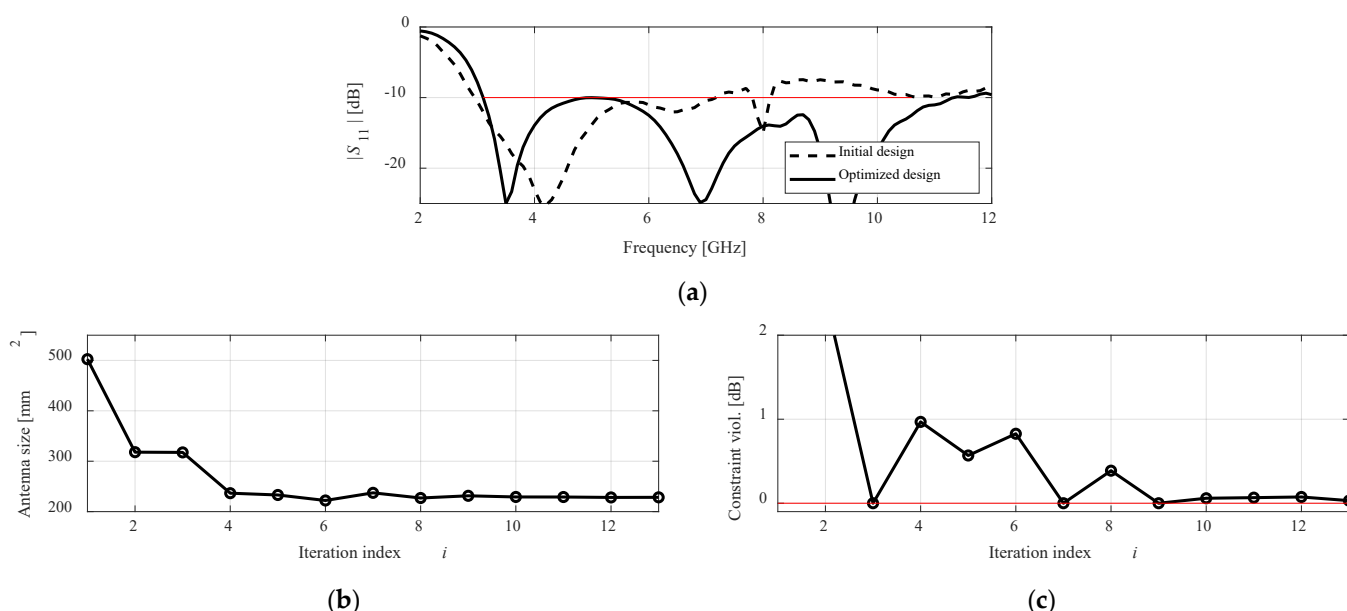 0
-10
-20
|S 11 | [dB]
Initial design
Optimized design
2 4 6 8 10 12
Frequency [GHz]
(a)
500
400
300
200
Antenna size [mm 2]
2 4 6 8 10 12
Iteration index i
(b)
2
1
0
Constraint viol. [dB]
2 4 6 8 10 12
Iteration index i
(c)